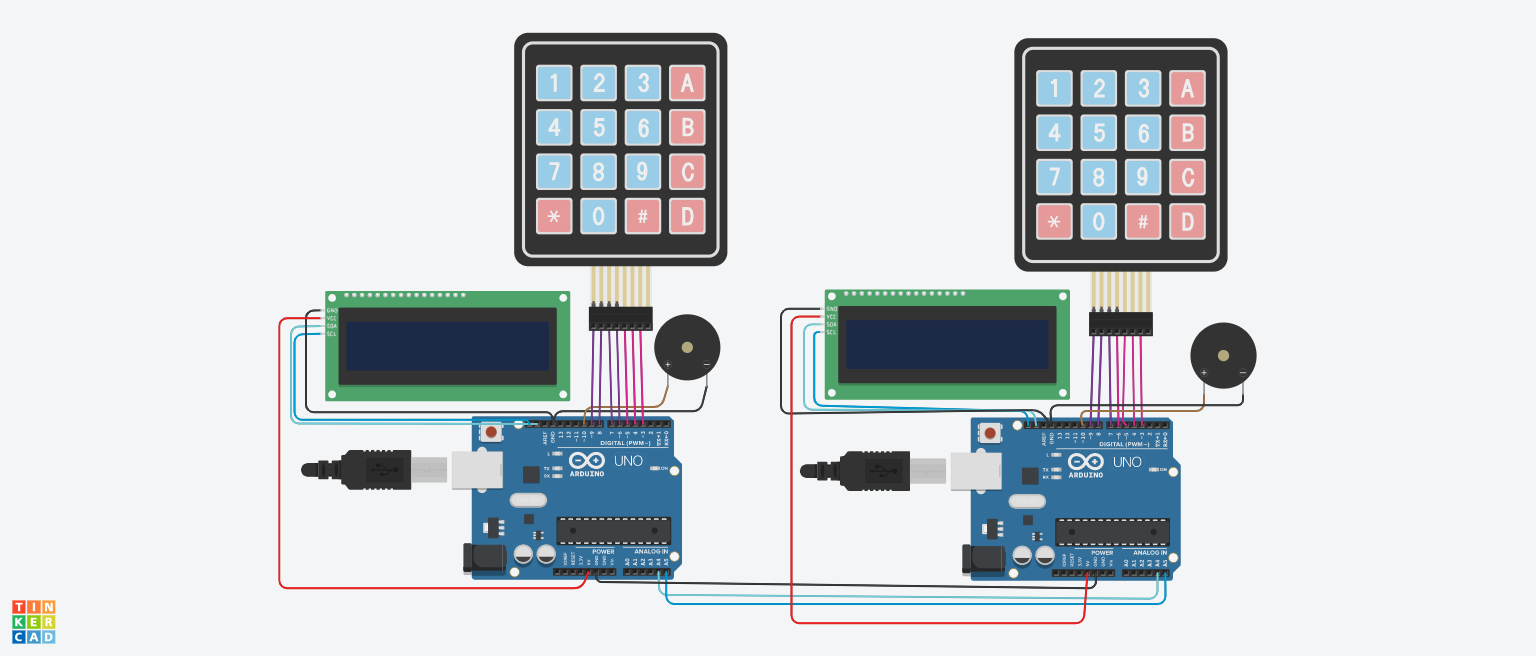 1 2 3 A
4 5 6 B
7 8 9 C
* 0 # D
1 2 3 A
4 5 6 B
7 8 9 C
* 0 # D
GND
VCC
SDA
SCL
+ −
GND
VCC
SDA
SCL
+ −
AREF GND 13 12 ~11 ~10 ~9 8 7 ~6 ~5 4 ~3 2 TX→1 RX←0
DIGITAL (PWM~)
L
TX
RX
UNO
ARDUINO
ON
POWER
ANALOG IN
IOREF RESET 3.3V 5V GND GND Vin A0 A1 A2 A3 A4 A5
AREF GND 13 12 ~11 ~10 ~9 8 7 ~6 ~5 4 ~3 2 TX→1 RX←0
DIGITAL (PWM~)
L
TX
RX
UNO
ARDUINO
ON
POWER
ANALOG IN
IOREF RESET 3.3V 5V GND GND Vin A0 A1 A2 A3 A4 A5
TIN
KER
CAD